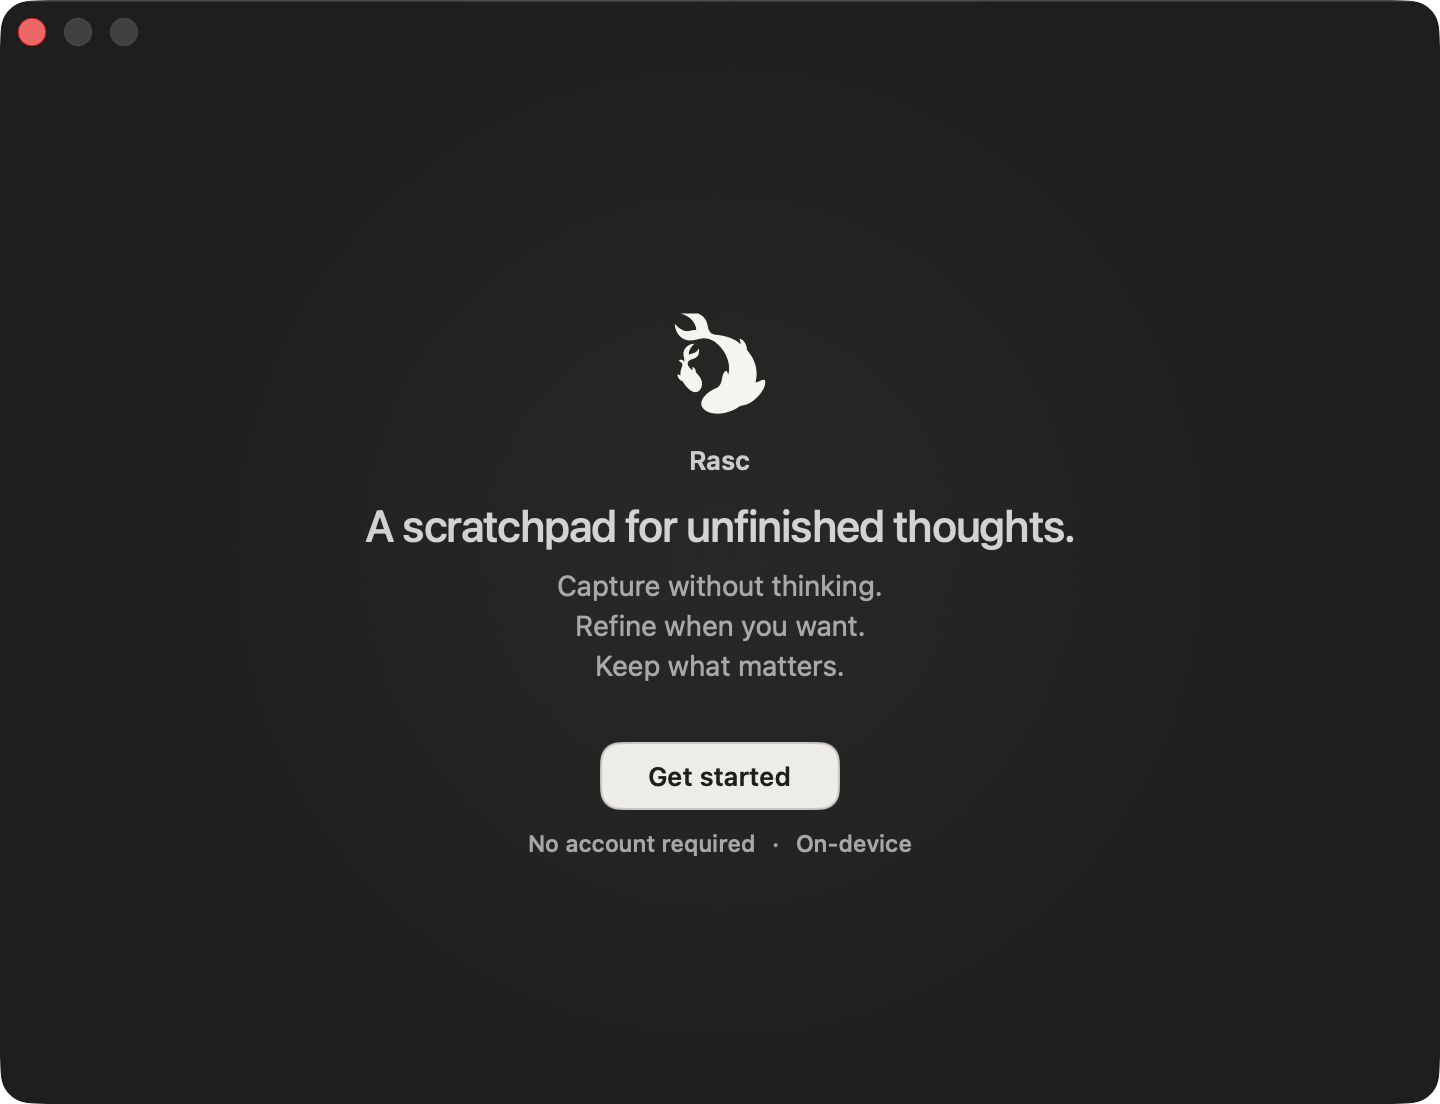 Rasc
A scratchpad for unfinished thoughts.
Capture without thinking.
Refine when you want.
Keep what matters.
Get started
No account required · On-device